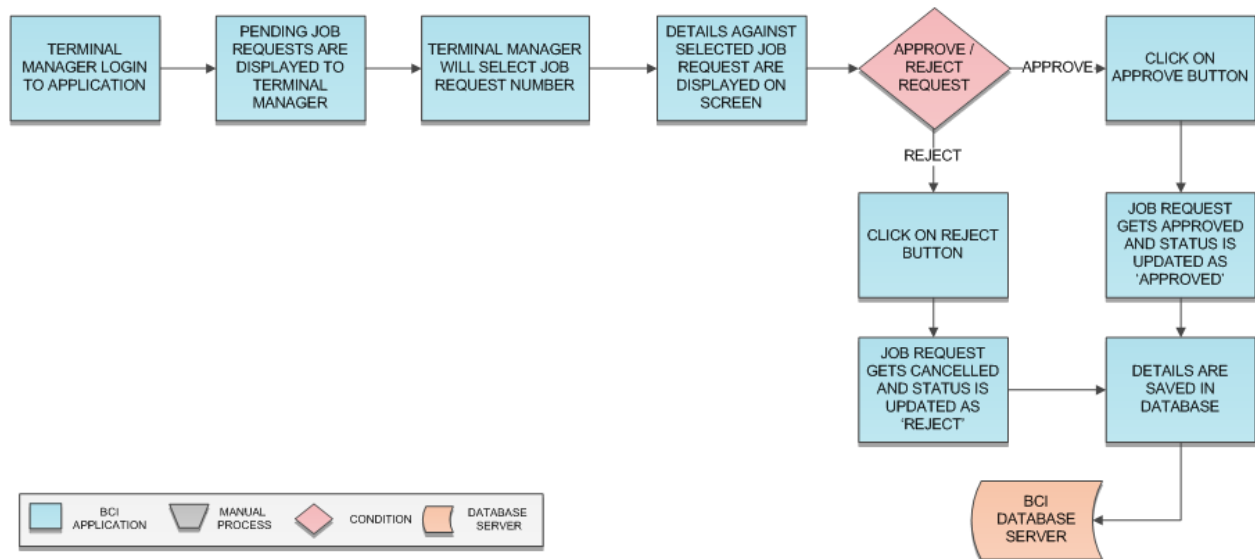 TERMINAL
MANAGER LOGIN
TO APPLICATION
PENDING JOB
REQUESTS ARE
DISPLAYED TO
TERMINAL
MANAGER
TERMINAL MANAGER
WILL SELECT JOB
REQUEST NUMBER
DETAILS AGAINST
SELECTED JOB
REQUEST ARE
DISPLAYED ON
SCREEN
APPROVE /
REJECT
REQUEST
APPROVE
CLICK ON
APPROVE BUTTON
REJECT
CLICK ON REJECT
BUTTON
JOB REQUEST
GETS APPROVED
AND STATUS IS
UPDATED AS
‘APPROVED’
JOB REQUEST
GETS CANCELLED
AND STATUS IS
UPDATED AS
‘REJECT’
DETAILS ARE
SAVED IN
DATABASE
BCI
DATABASE
SERVER
BCI
APPLICATION
MANUAL
PROCESS
CONDITION
DATABASE
SERVER